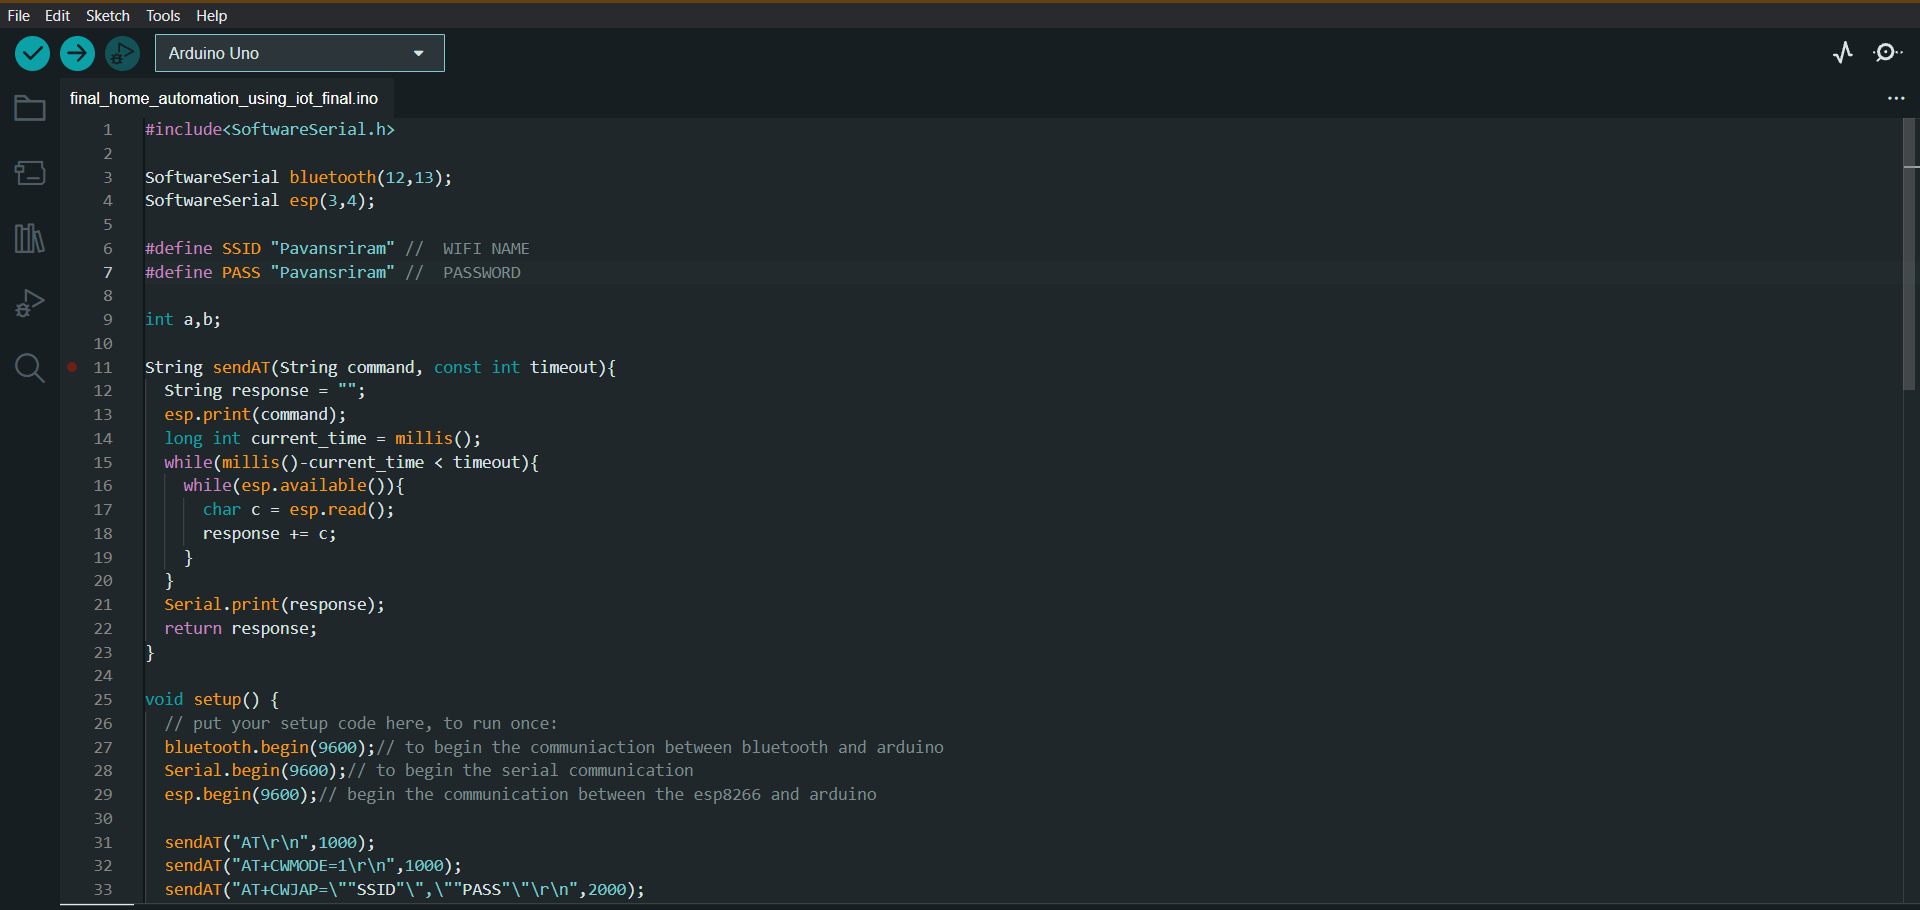 File Edit Sketch Tools Help
Arduino Uno
final_home_automation_using_iot_final.ino
1 #include<SoftwareSerial.h>
2
3 SoftwareSerial bluetooth(12,13);
4 SoftwareSerial esp(3,4);
5
6 #define SSID "Pavansriram" //  WIFI NAME
7 #define PASS "Pavansriram" //  PASSWORD
8
9 int a,b;
10
11 String sendAT(String command, const int timeout){
12   String response = "";
13   esp.print(command);
14   long int current_time = millis();
15   while(millis()-current_time < timeout){
16     while(esp.available()){
17       char c = esp.read();
18       response += c;
19     }
20   }
21   Serial.print(response);
22   return response;
23 }
24
25 void setup() {
26   // put your setup code here, to run once:
27   bluetooth.begin(9600);// to begin the communiaction between bluetooth and arduino
28   Serial.begin(9600);// to begin the serial communication
29   esp.begin(9600);// begin the communication between the esp8266 and arduino
30
31   sendAT("AT\r\n",1000);
32   sendAT("AT+CWMODE=1\r\n",1000);
33   sendAT("AT+CWJAP=\""SSID"\",\""PASS"\"\r\n",2000);